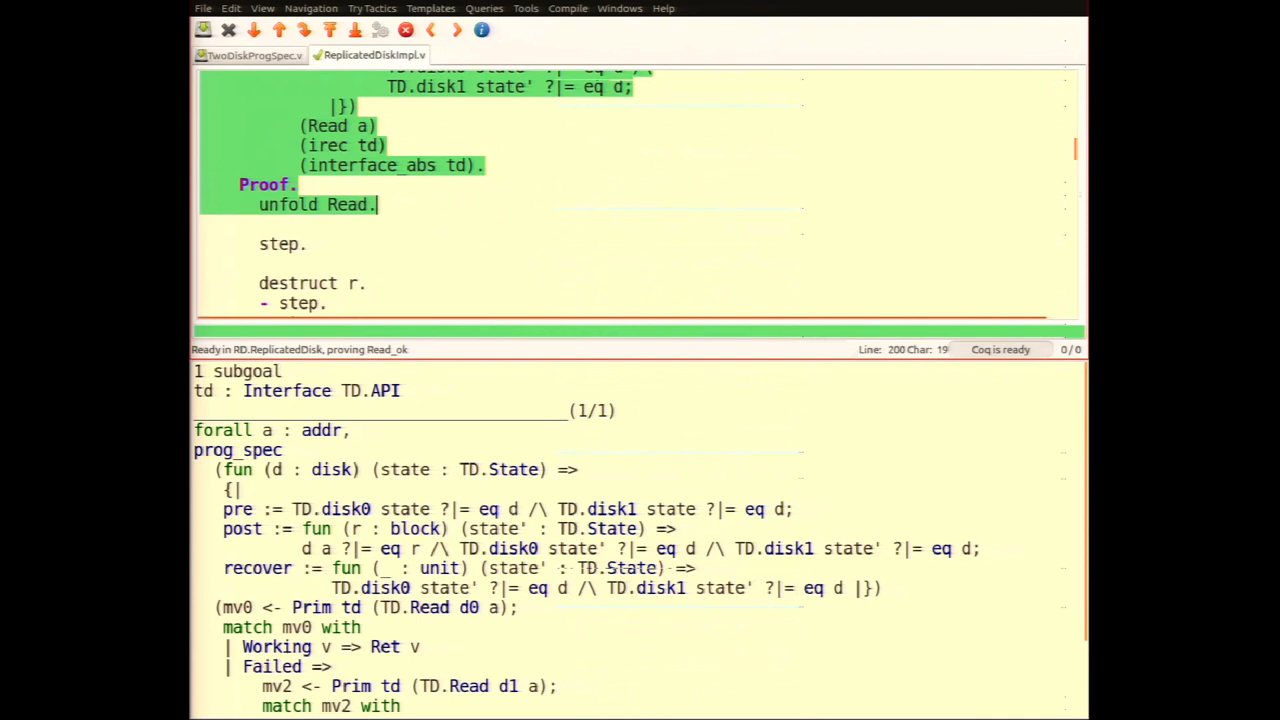 File Edit View Navigation Try Tactics Templates Queries Tools Compile Windows Help
TwoDiskProgSpec.v ReplicatedDiskImpl.v
TD.disk0 state' ?|= eq d /\
TD.disk1 state' ?|= eq d;
|})
(Read a)
(irec td)
(interface_abs td).
Proof.
unfold Read.
step.
destruct r.
- step.
Ready in RD.ReplicatedDisk, proving Read_ok Line: 200 Char: 19 Coq is ready 0 / 0
1 subgoal
td : Interface TD.API
______________________________________(1/1)
forall a : addr,
prog_spec
(fun (d : disk) (state : TD.State) =>
{|
pre := TD.disk0 state ?|= eq d /\ TD.disk1 state ?|= eq d;
post := fun (r : block) (state' : TD.State) =>
d a ?|= eq r /\ TD.disk0 state' ?|= eq d /\ TD.disk1 state' ?|= eq d;
recover := fun (_ : unit) (state' : TD.State) =>
TD.disk0 state' ?|= eq d /\ TD.disk1 state' ?|= eq d |})
(mv0 <- Prim td (TD.Read d0 a);
match mv0 with
| Working v => Ret v
| Failed =>
mv2 <- Prim td (TD.Read d1 a);
match mv2 with